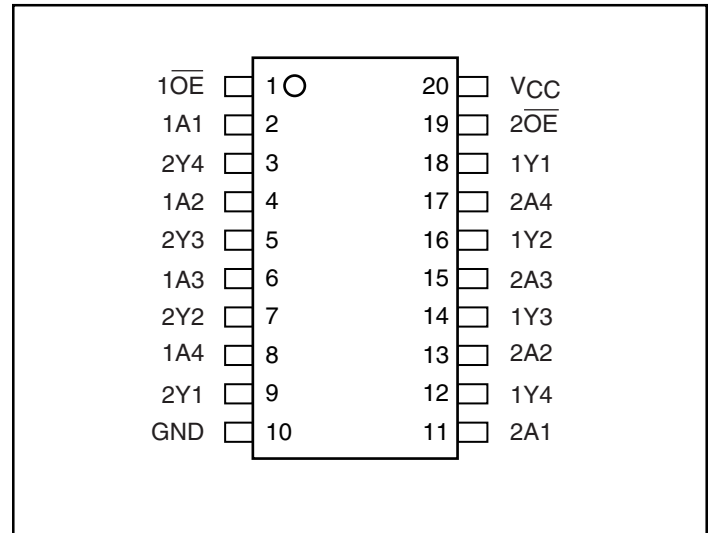 1O̅E̅ 1 20 VCC
1A1 2 19 2O̅E̅
2Y4 3 18 1Y1
1A2 4 17 2A4
2Y3 5 16 1Y2
1A3 6 15 2A3
2Y2 7 14 1Y3
1A4 8 13 2A2
2Y1 9 12 1Y4
GND 10 11 2A1